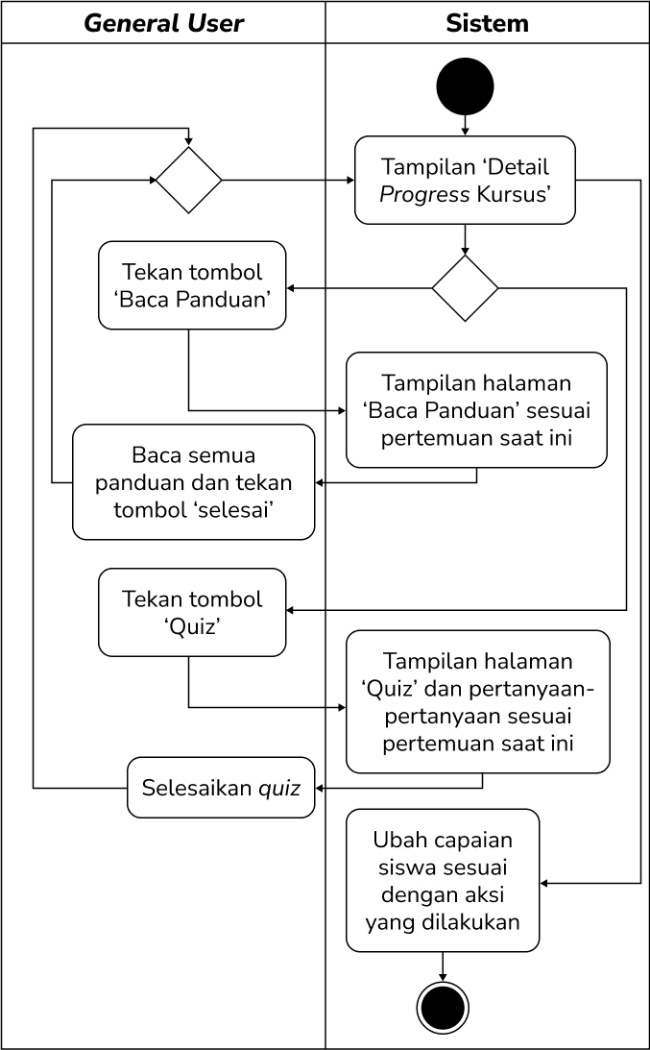 General User
Sistem
Tampilan ‘Detail
Progress Kursus’
Tekan tombol
‘Baca Panduan’
Tampilan halaman
‘Baca Panduan’ sesuai
pertemuan saat ini
Baca semua
panduan dan tekan
tombol ‘selesai’
Tekan tombol
‘Quiz’
Tampilan halaman
‘Quiz’ dan pertanyaan-
pertanyaan sesuai
pertemuan saat ini
Selesaikan quiz
Ubah capaian
siswa sesuai
dengan aksi
yang dilakukan